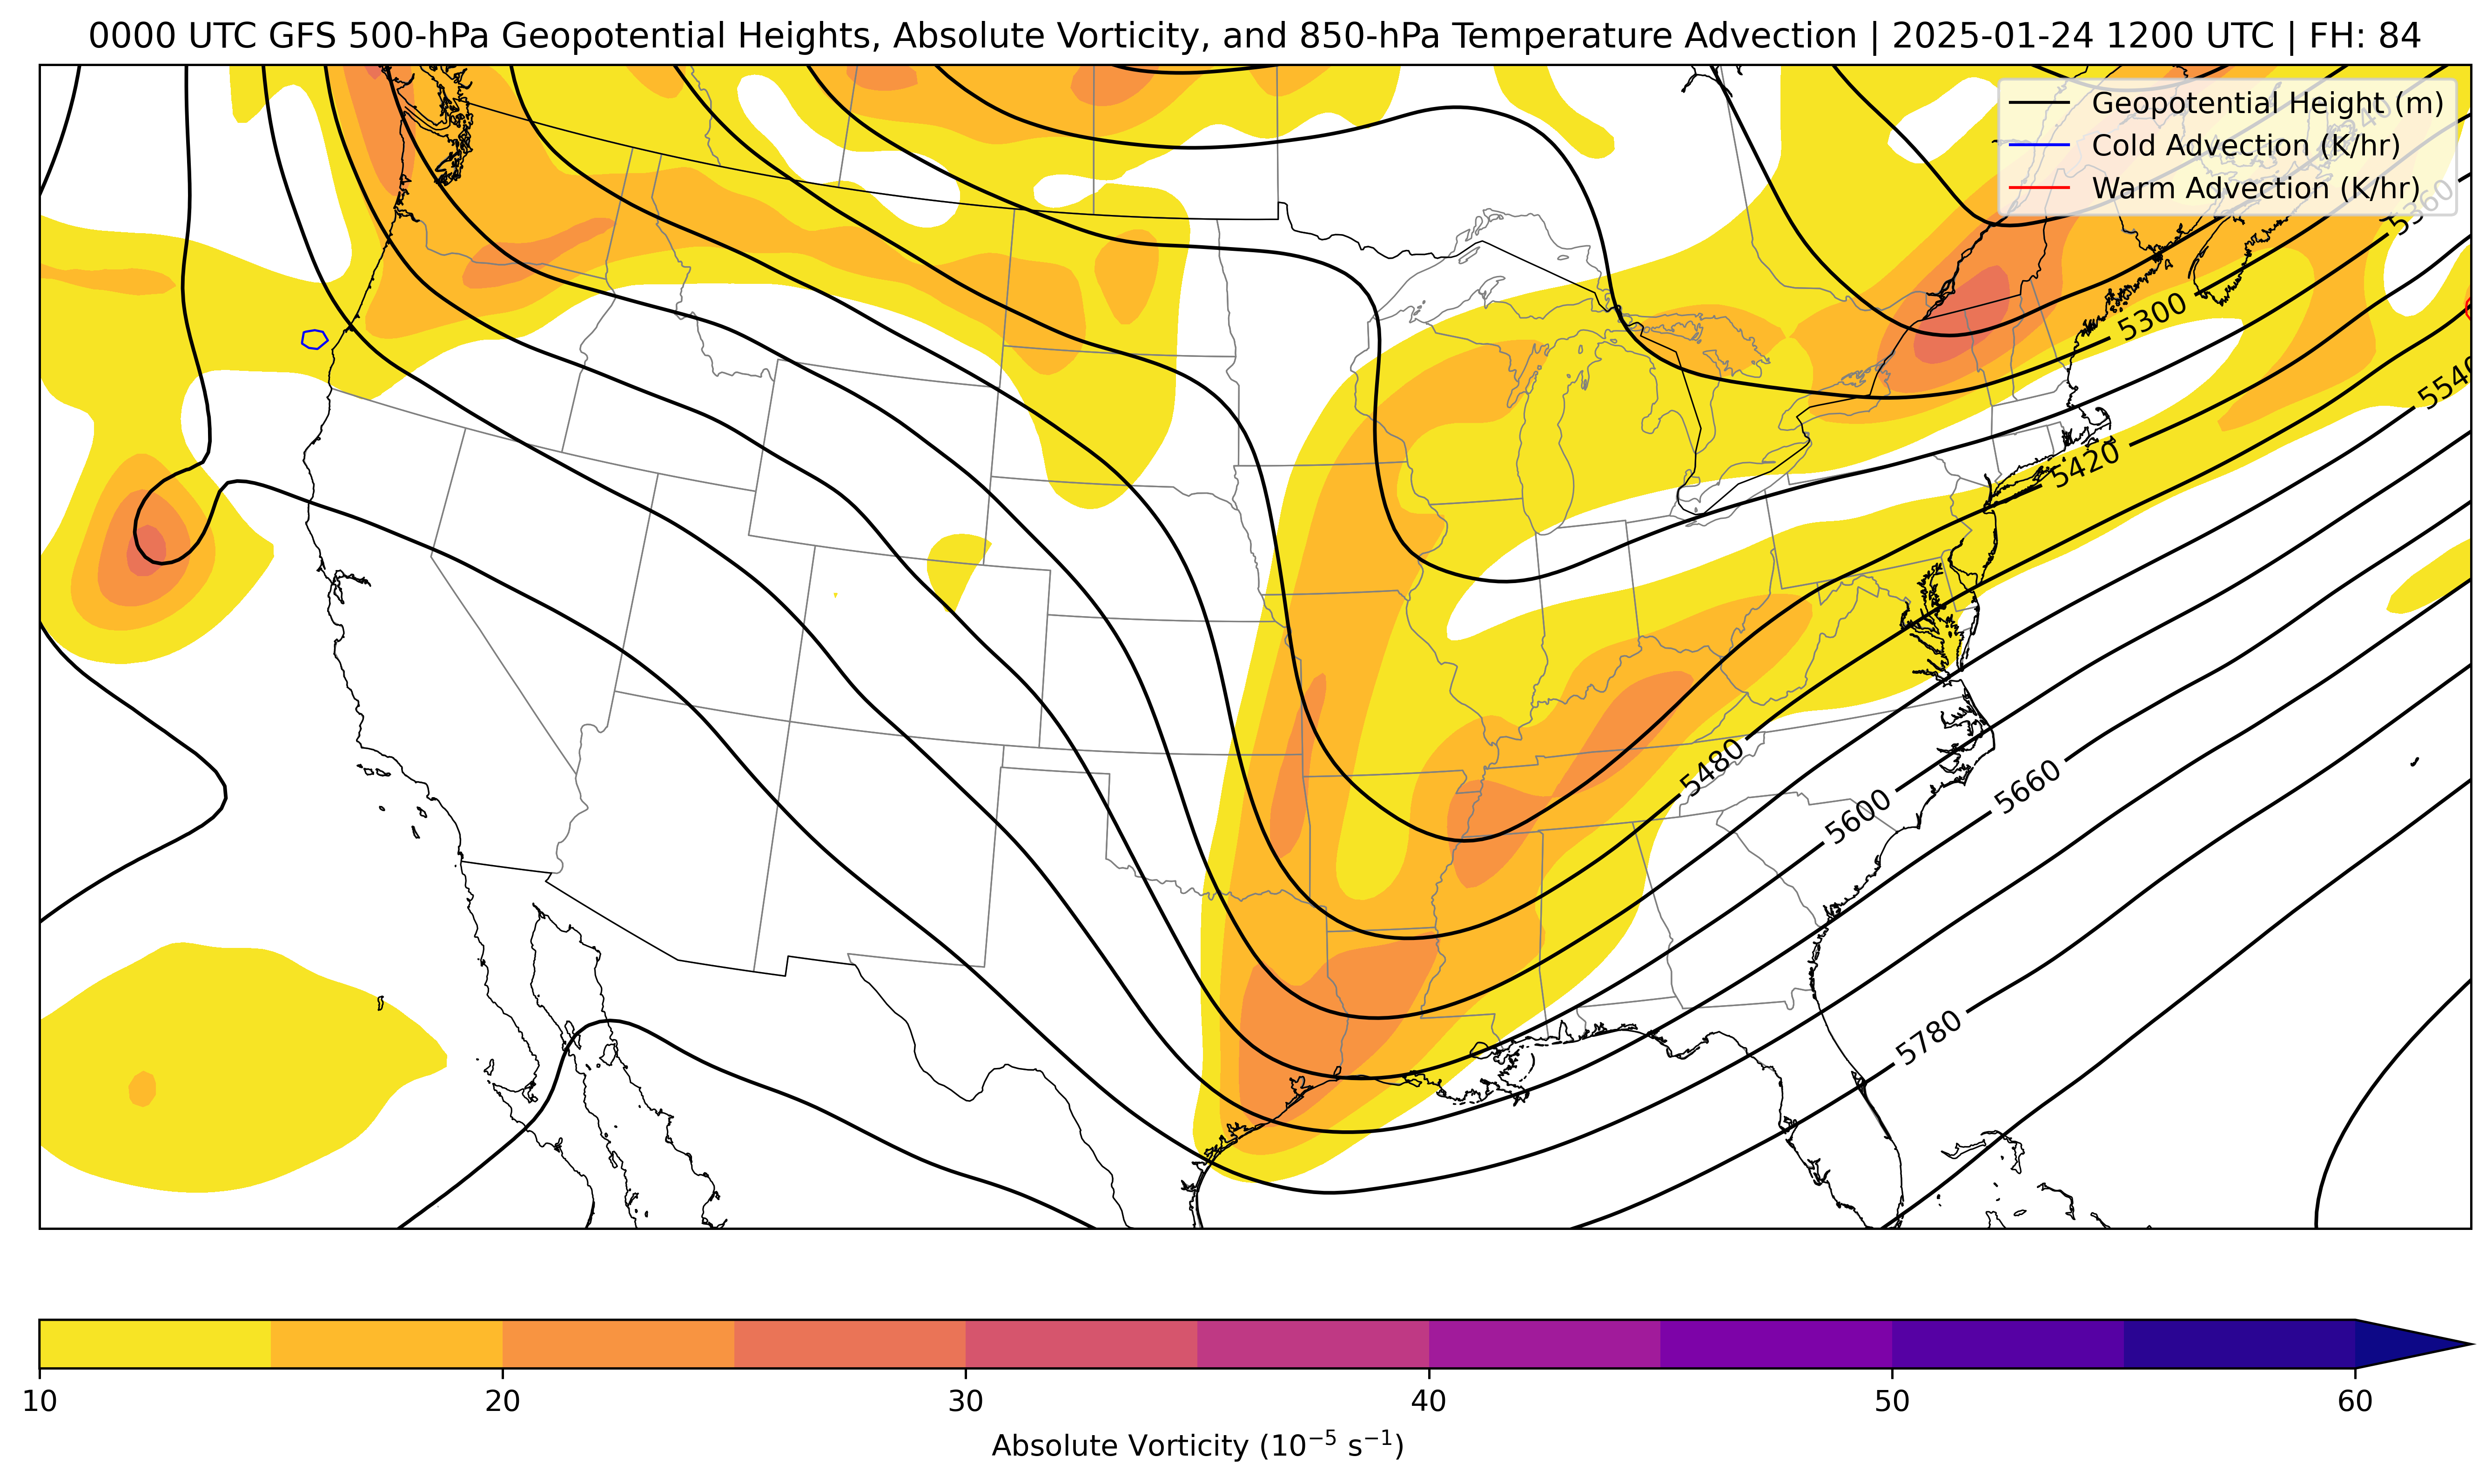 0000 UTC GFS 500-hPa Geopotential Heights, Absolute Vorticity, and 850-hPa Temperature Advection | 2025-01-24 1200 UTC | FH: 84
Geopotential Height (m)
Cold Advection (K/hr)
Warm Advection (K/hr)
5240
5360
5300
5540
5420
5480
5600
5660
5780
10 20 30 40 50 60
Absolute Vorticity (10⁻⁵ s⁻¹)